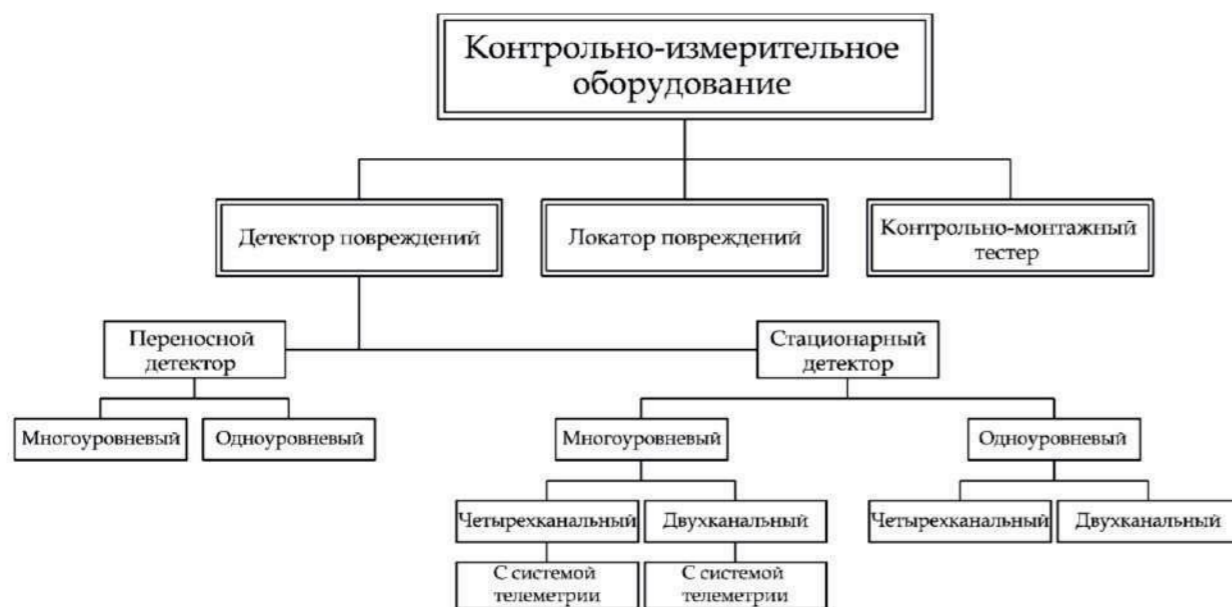 Контрольно-измерительное
оборудование
Детектор повреждений
Локатор повреждений
Контрольно-монтажный
тестер
Переносной
детектор
Стационарный
детектор
Многоуровневый
Одноуровневый
Многоуровневый
Одноуровневый
Четырехканальный
Двухканальный
Четырехканальный
Двухканальный
С системой
телеметрии
С системой
телеметрии